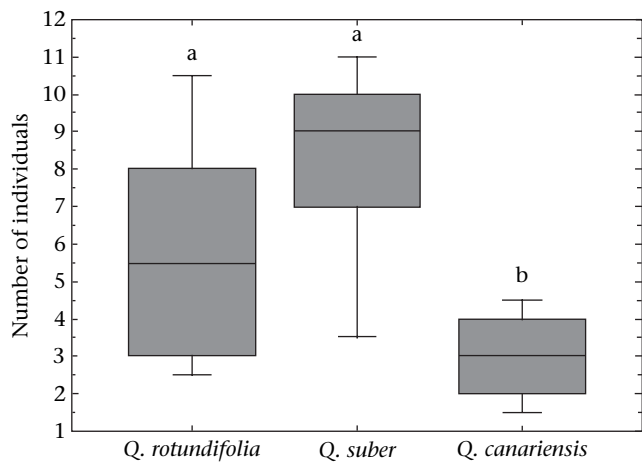 12
11
10
9
8
7
6
5
4
3
2
1
Number of individuals
a
a
b
Q. rotundifolia
Q. suber
Q. canariensis